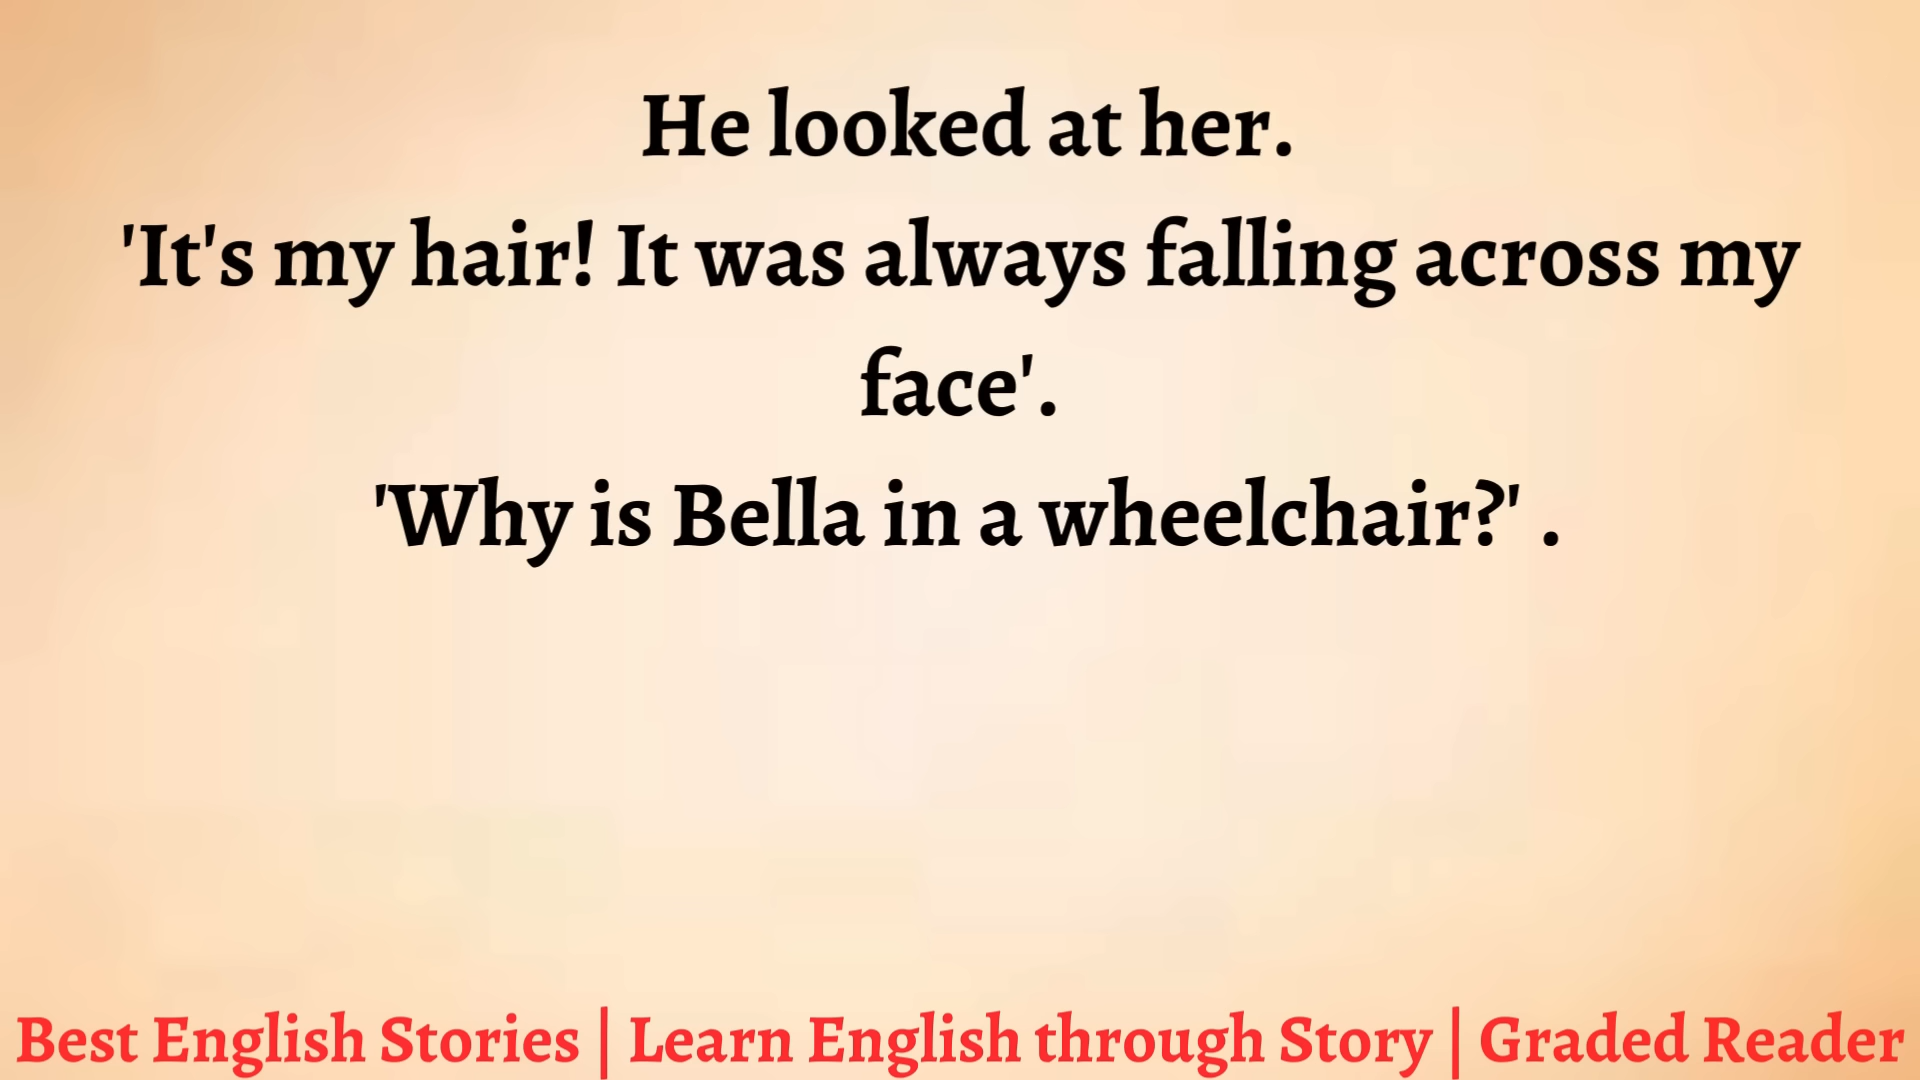 He looked at her.
'It's my hair! It was always falling across my
face'.
'Why is Bella in a wheelchair?' .
Best English Stories | Learn English through Story | Graded Reader